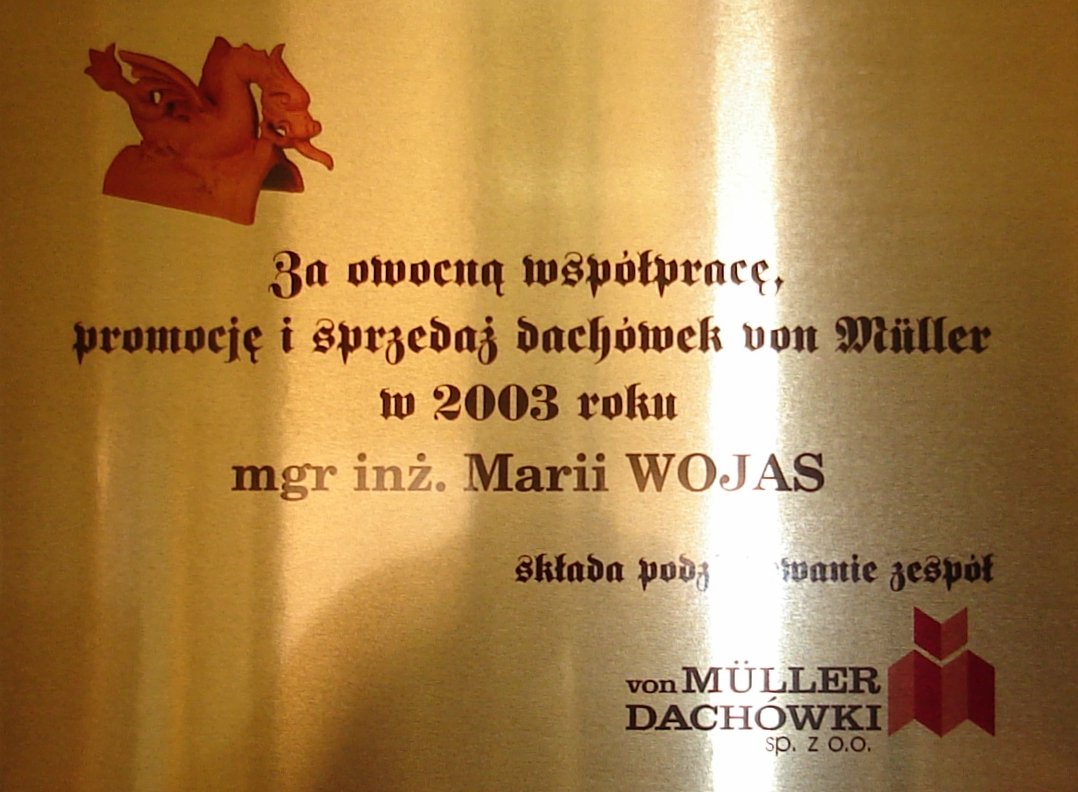 Za owocną współpracę,
promocję i sprzedaż dachówek von Müller
w 2003 roku
mgr inż. Marii WOJAS
składa zespół
von MÜLLER
DACHÓWKI
sp. z o.o.